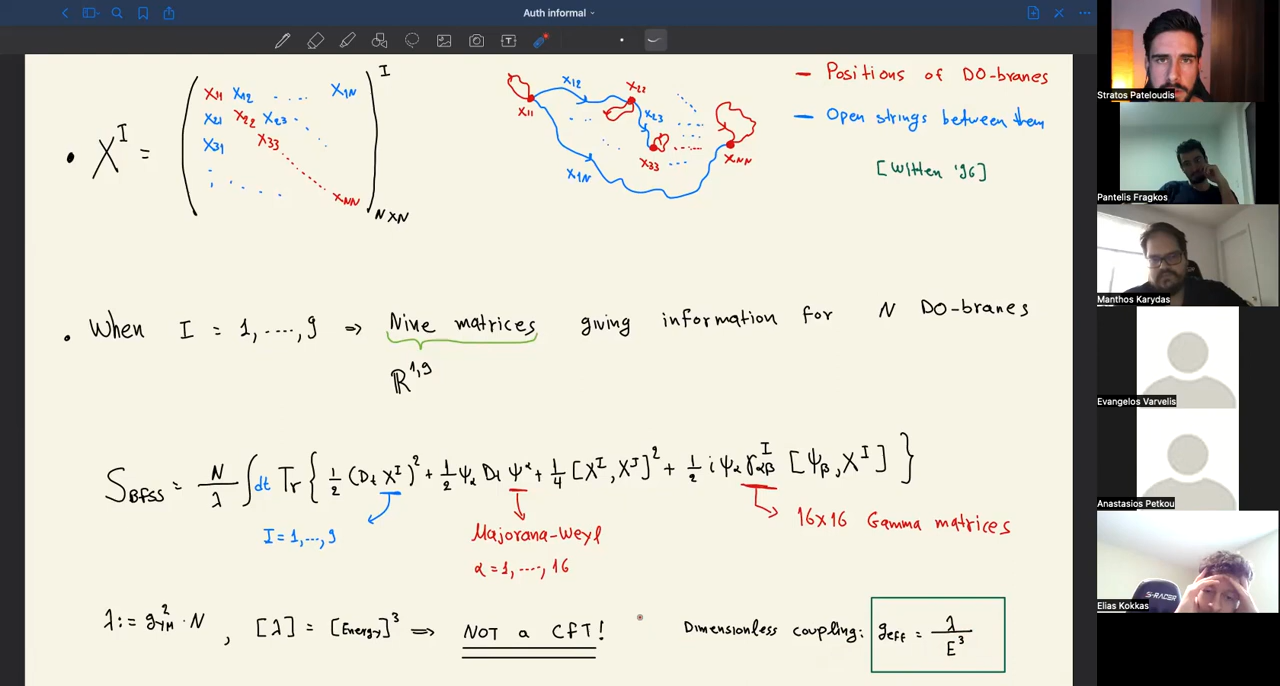 Auth informal
X^I = ( X11 X12 .... X1N
X21 X22 X23 ..
X31 X33
XNN )^I N×N
X11 X12 X22 X23 X33 X1N XNN
— Positions of D0-branes
— Open strings between them
[Witten '96]
• When I = 1,...,9 ⇒ Nine matrices giving information for N D0-branes
ℝ^1,9
S_BFSS = N/λ ∫dt Tr{ 1/2 (D_t X^I)^2 + 1/2 ψ_α D_t ψ^α + 1/4 [X^I, X^J]^2 + 1/2 i ψ_α γ^I_αβ [ψ_β, X^I] }
I = 1,...,9
Majorana-Weyl
α = 1, ...., 16
16x16 Gamma matrices
λ := g^2_YM · N , [λ] = [Energy]^3 ⇒ NOT a CfT!
Dimensionless coupling: g_eff = λ/E^3
Stratos Pateloudis
Pantelis Fragkos
Manthos Karydas
Evangelos Varvelis
Anastasios Petkou
S-RACER
Elias Kokkas